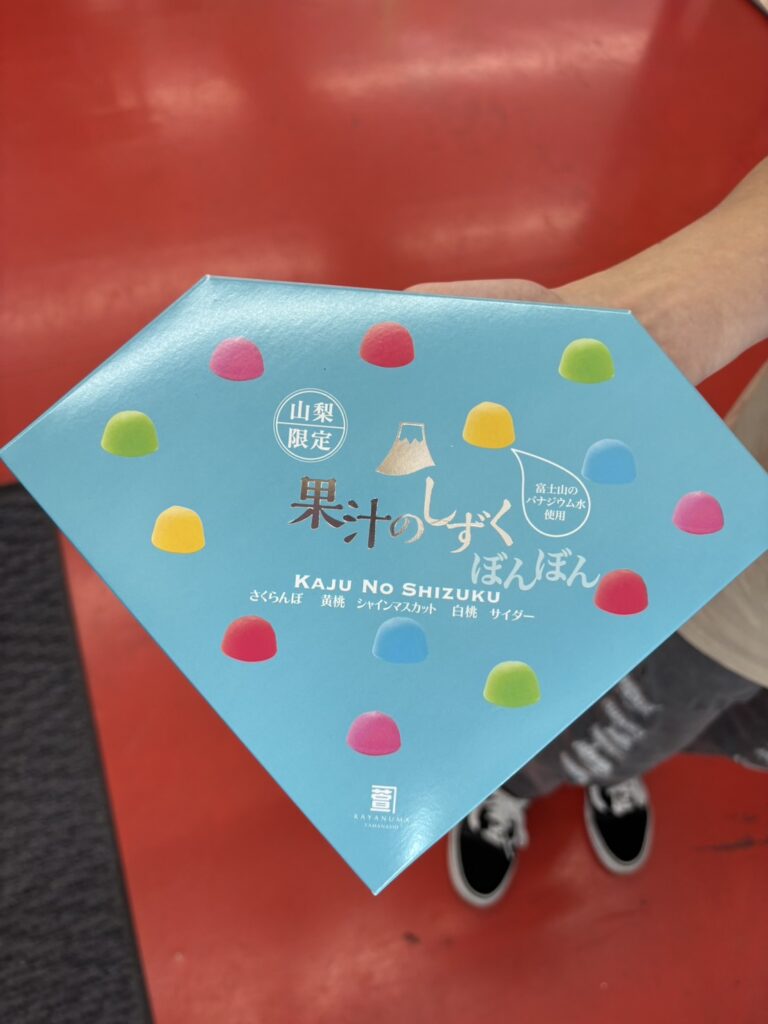 山梨
限定
富士山の
バナジウム水
使用
果汁のしずく
ぼんぼん
KAJU NO SHIZUKU
さくらんぼ 黄桃 シャインマスカット 白桃 サイダー
KAYANUMA
YAMANASHI